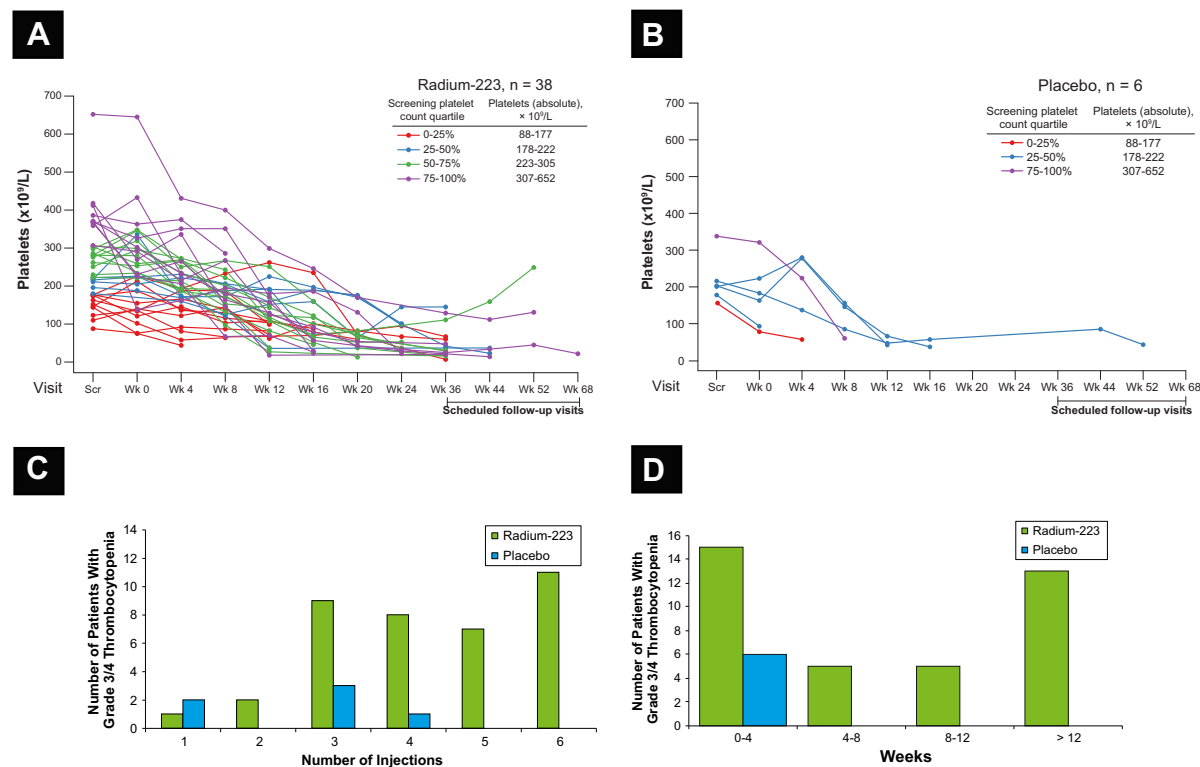 A
Radium-223, n = 38
Screening platelet count quartile
Platelets (absolute), × 10⁹/L
0-25% 88-177
25-50% 178-222
50-75% 223-305
75-100% 307-652
Platelets (x10⁹/L)
700
600
500
400
300
200
100
0
Visit
Scr Wk 0 Wk 4 Wk 8 Wk 12 Wk 16 Wk 20 Wk 24 Wk 36 Wk 44 Wk 52 Wk 68
Scheduled follow-up visits
B
Placebo, n = 6
Screening platelet count quartile
Platelets (absolute), × 10⁹/L
0-25% 88-177
25-50% 178-222
75-100% 307-652
Platelets (x10⁹/L)
700
600
500
400
300
200
100
0
Visit
Scr Wk 0 Wk 4 Wk 8 Wk 12 Wk 16 Wk 20 Wk 24 Wk 36 Wk 44 Wk 52 Wk 68
Scheduled follow-up visits
C
Radium-223
Placebo
Number of Patients With
Grade 3/4 Thrombocytopenia
14
12
10
8
6
4
2
0
1 2 3 4 5 6
Number of Injections
D
Radium-223
Placebo
Number of Patients With
Grade 3/4 Thrombocytopenia
16
14
12
10
8
6
4
2
0
0-4 4-8 8-12 > 12
Weeks